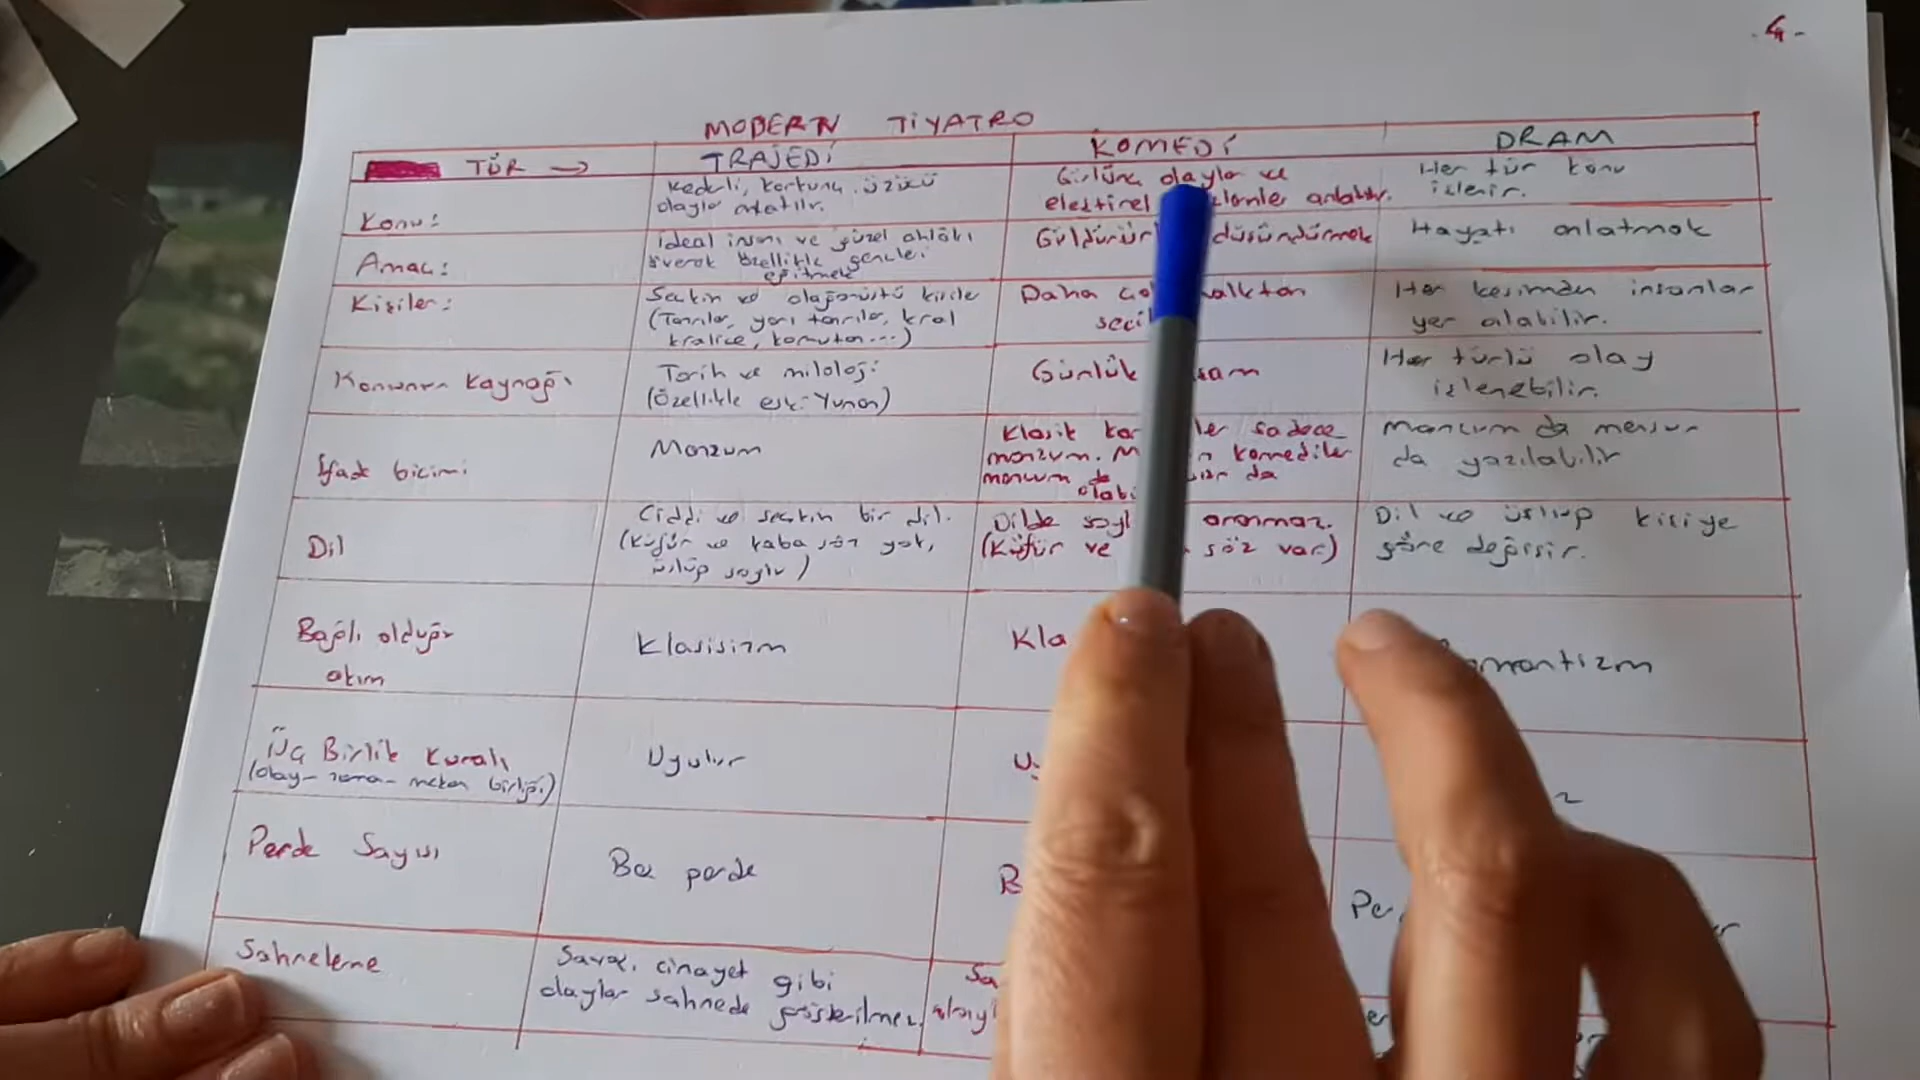 4-
MODERN TİYATRO
TÜR → TRAJEDİ KOMEDİ DRAM
Konu:
Kederli, korkunç, üzücü
olaylar anlatılır.
Gülünç olaylar ve
eleştirel anlatır.
Her tür konu
işlenir.
Amaç:
ideal insanı ve güzel ahlakı
överek özellikle gençleri
eğitmek
Güldürür düşündürmek
Hayatı anlatmak
Kişiler:
Seçkin ve olağanüstü kişiler
(Tanrılar, yarı tanrılar, kral
kraliçe, komutan...)
Daha halktan
Her kesimden insanlar
yer alabilir.
Konunun Kaynağı
Tarih ve mitoloji
(Özellikle eski Yunan)
Günlük
Her türlü olay
işlenebilir.
İfade biçimi
Manzum
Klasik sadece
manzum. komediler
manzum da
Manzum da mensur
da yazılabilir
Dil
Ciddi ve seçkin bir dil.
(Küfür ve kaba söz yok,
üslup soylu)
Dilde aranmaz.
(Küfür ve söz var)
Dil ve üslup kişiye
göre değişir.
Bağlı olduğu
akım
Klasisizm
Kla
Romantizm
Üç Birlik Kuralı
(olay- zaman- mekan birliği)
Uyulur
Perde Sayısı
Beş perde
Sahneleme
Savaş, cinayet gibi
olaylar sahnede gösterilmez.